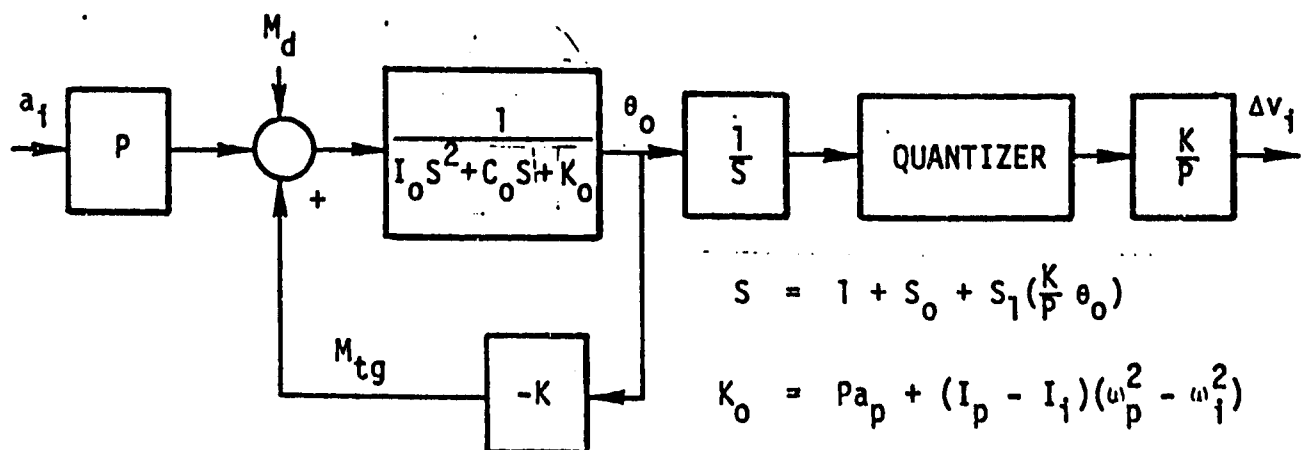 M_d
a_i
P
1
I_o S^2 + C_o S + K_o
θ_o
1
S
QUANTIZER
K
P
Δv_i
+
M_tg
-K
S = 1 + S_o + S_1(K/P θ_o)
K_o = Pa_p + (I_p - I_i)(ω_p^2 - ω_i^2)